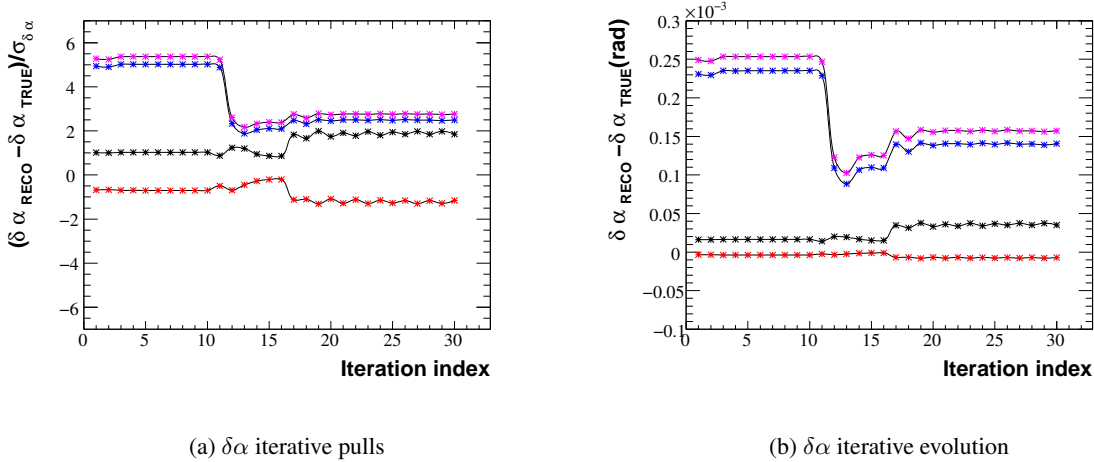 (δ α RECO −δ α TRUE)/σδ α
6
4
2
0
−2
−4
−6
0 5 10 15 20 25 30
Iteration index
(a) δα iterative pulls
×10−3
δ α RECO −δ α TRUE(rad)
0.3
0.25
0.2
0.15
0.1
0.05
0
−0.05
−0.1
0 5 10 15 20 25 30
Iteration index
(b) δα iterative evolution